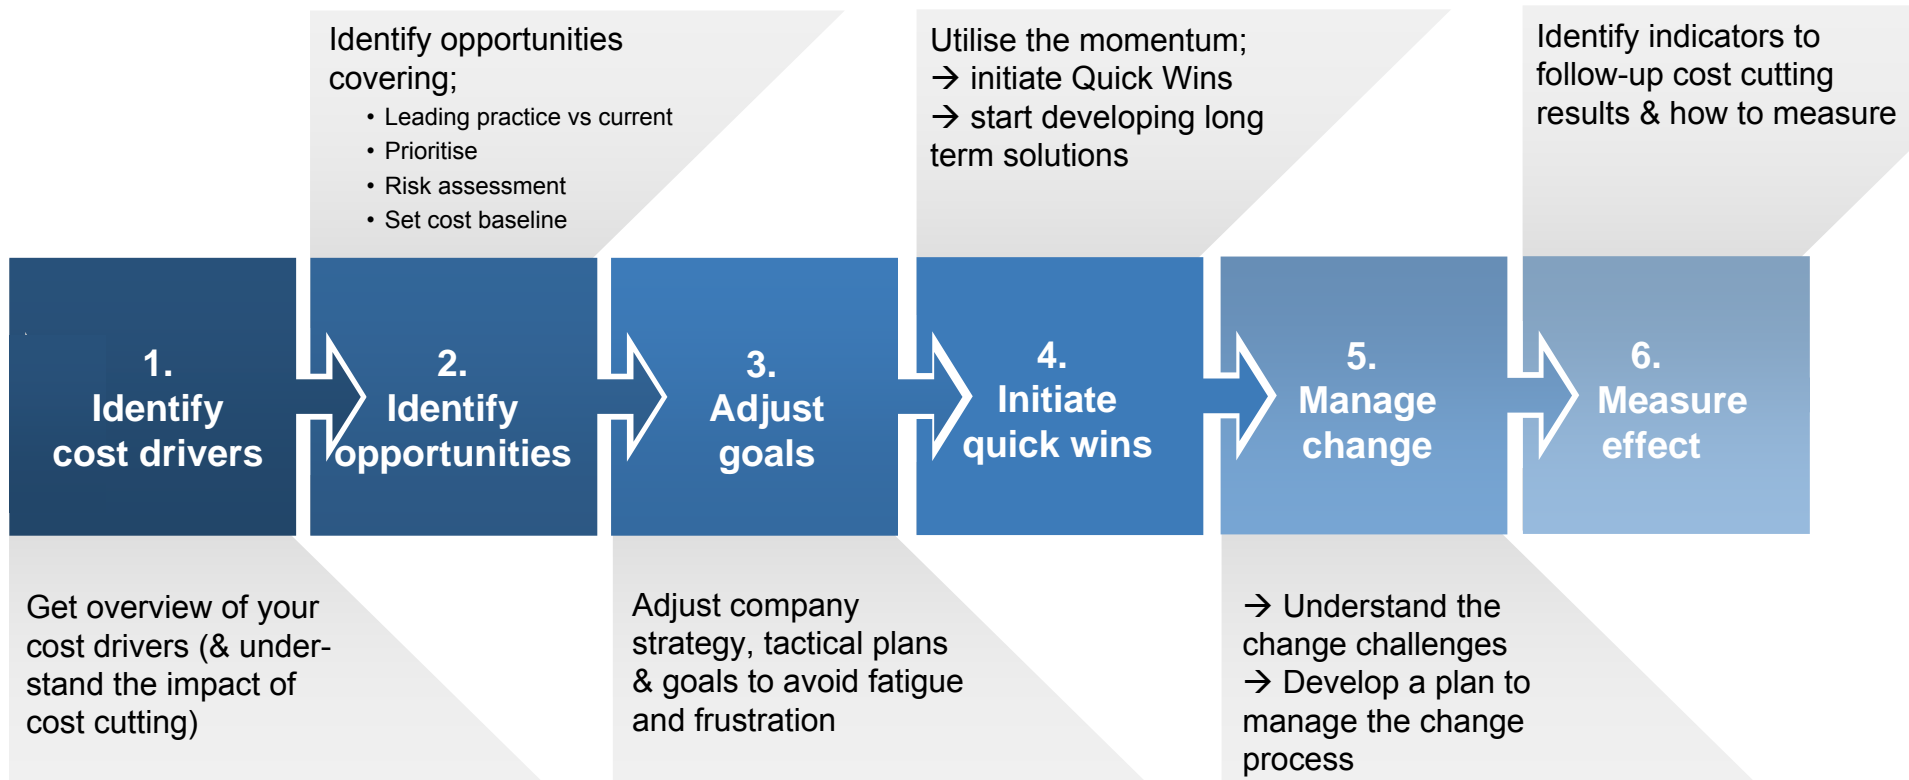 Identify opportunities
covering;
• Leading practice vs current
• Prioritise
• Risk assessment
• Set cost baseline
Utilise the momentum;
→ initiate Quick Wins
→ start developing long
term solutions
Identify indicators to
follow-up cost cutting
results & how to measure
1.
Identify
cost drivers
2.
Identify
opportunities
3.
Adjust
goals
4.
Initiate
quick wins
5.
Manage
change
6.
Measure
effect
Get overview of your
cost drivers (& under-
stand the impact of
cost cutting)
Adjust company
strategy, tactical plans
& goals to avoid fatigue
and frustration
→ Understand the
change challenges
→ Develop a plan to
manage the change
process